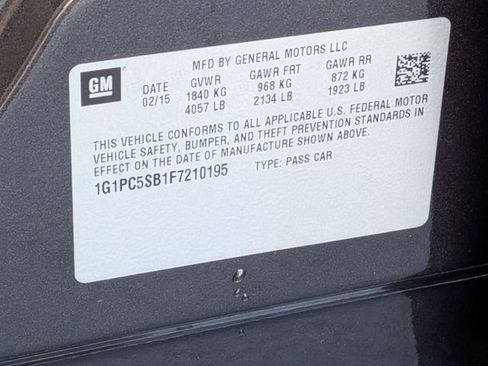 MFD BY GENERAL MOTORS LLC
GM DATE GVWR GAWR FRT GAWR RR
02/15 1840 KG 968 KG 872 KG
4057 LB 2134 LB 1923 LB
THIS VEHICLE CONFORMS TO ALL APPLICABLE U.S. FEDERAL MOTOR
VEHICLE SAFETY, BUMPER, AND THEFT PREVENTION STANDARDS IN
EFFECT ON THE DATE OF MANUFACTURE SHOWN ABOVE.
1G1PC5SB1F7210195 TYPE: PASS CAR